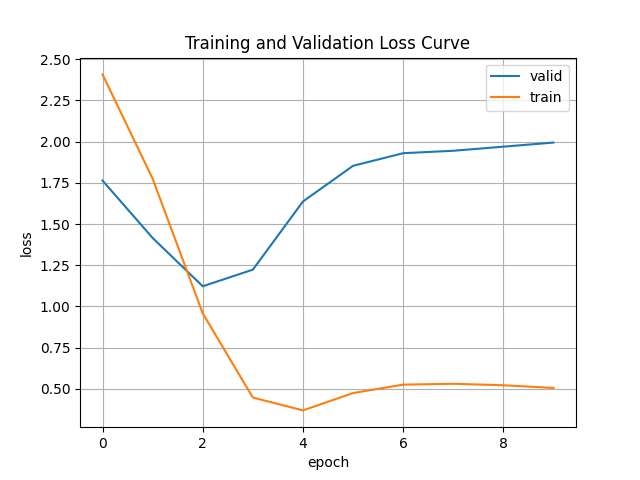 Training and Validation Loss Curve
valid
train
2.50
2.25
2.00
1.75
1.50
1.25
1.00
0.75
0.50
loss
0 2 4 6 8
epoch